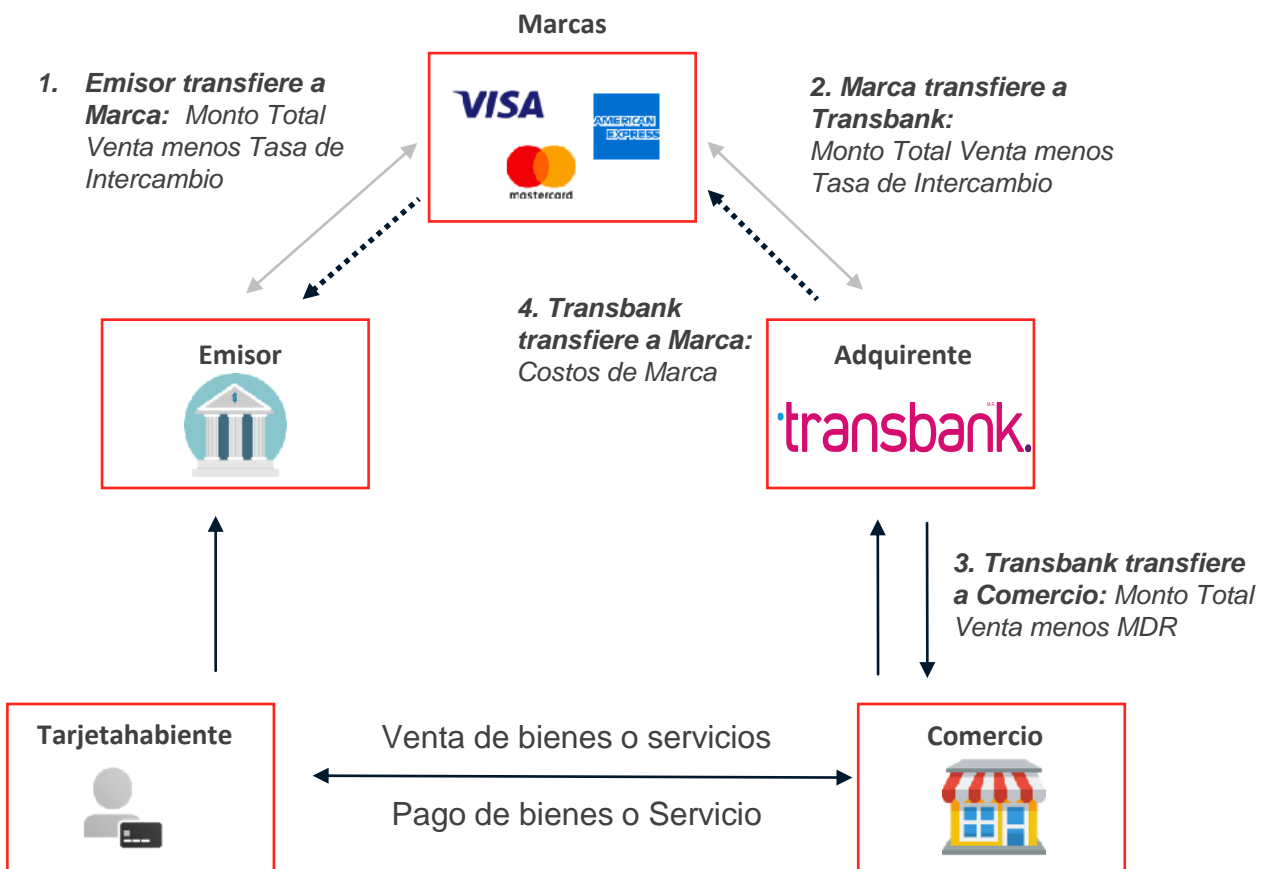 Marcas
1. Emisor transfiere a
Marca: Monto Total
Venta menos Tasa de
Intercambio
VISA
AMERICAN
EXPRESS
mastercard
2. Marca transfiere a
Transbank:
Monto Total Venta menos
Tasa de Intercambio
4. Transbank
transfiere a Marca:
Costos de Marca
Emisor
$
Adquirente
transbank.
3. Transbank transfiere
a Comercio: Monto Total
Venta menos MDR
Tarjetahabiente
Venta de bienes o servicios
Pago de bienes o Servicio
Comercio